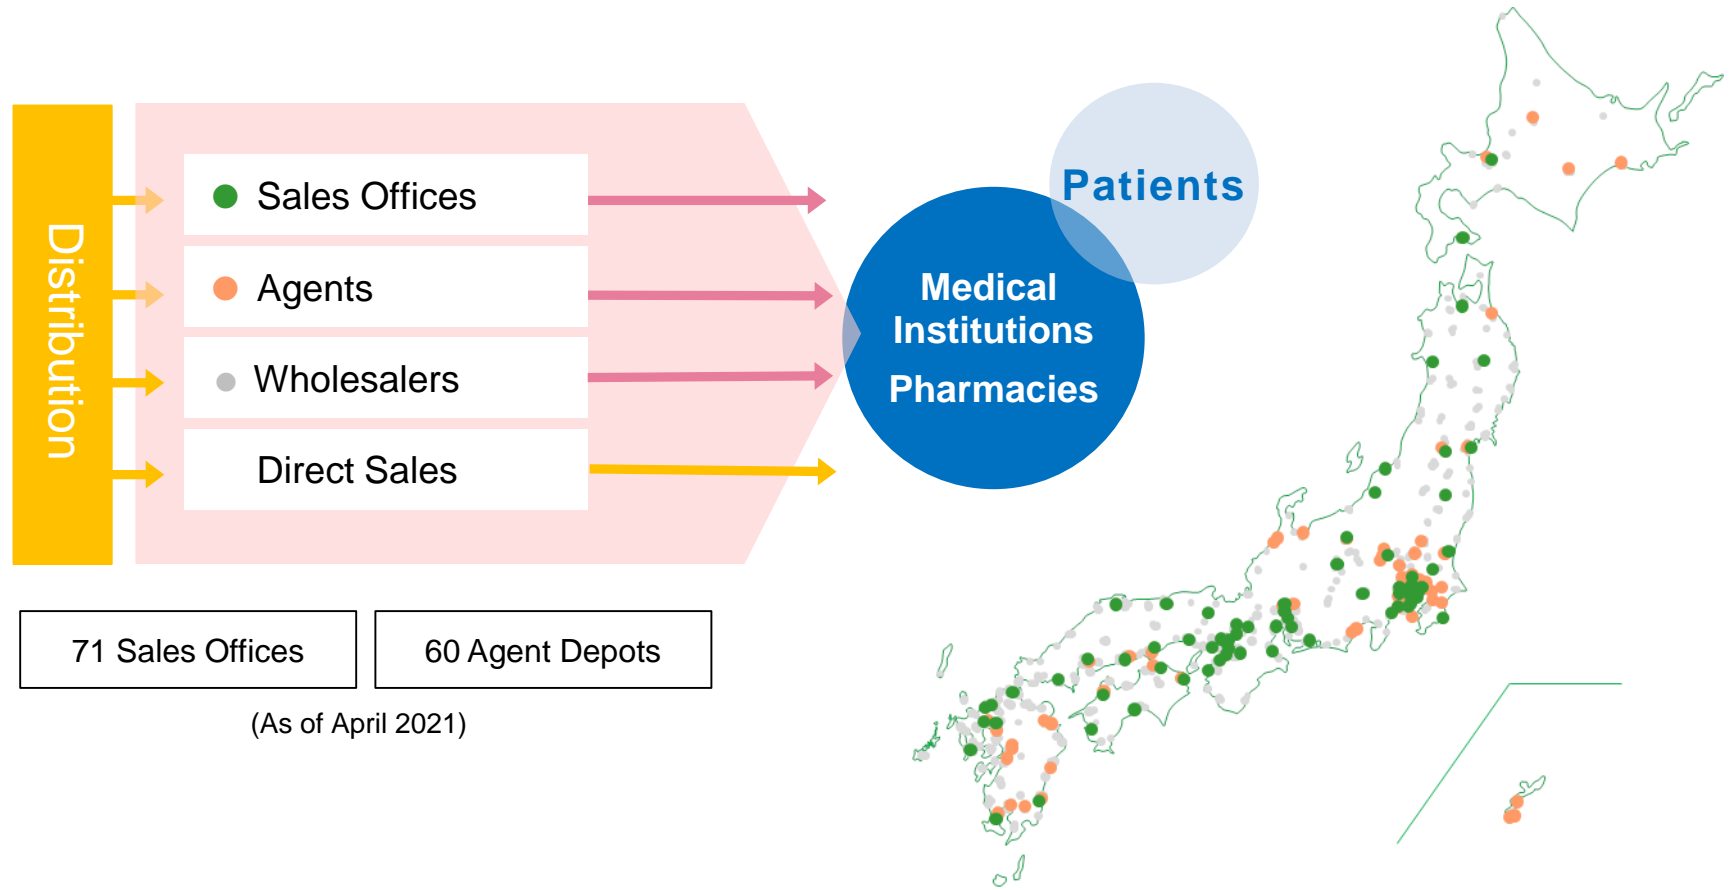 Distribution
Sales Offices
Agents
Wholesalers
Direct Sales
Patients
Medical
Institutions
Pharmacies
71 Sales Offices
60 Agent Depots
(As of April 2021)